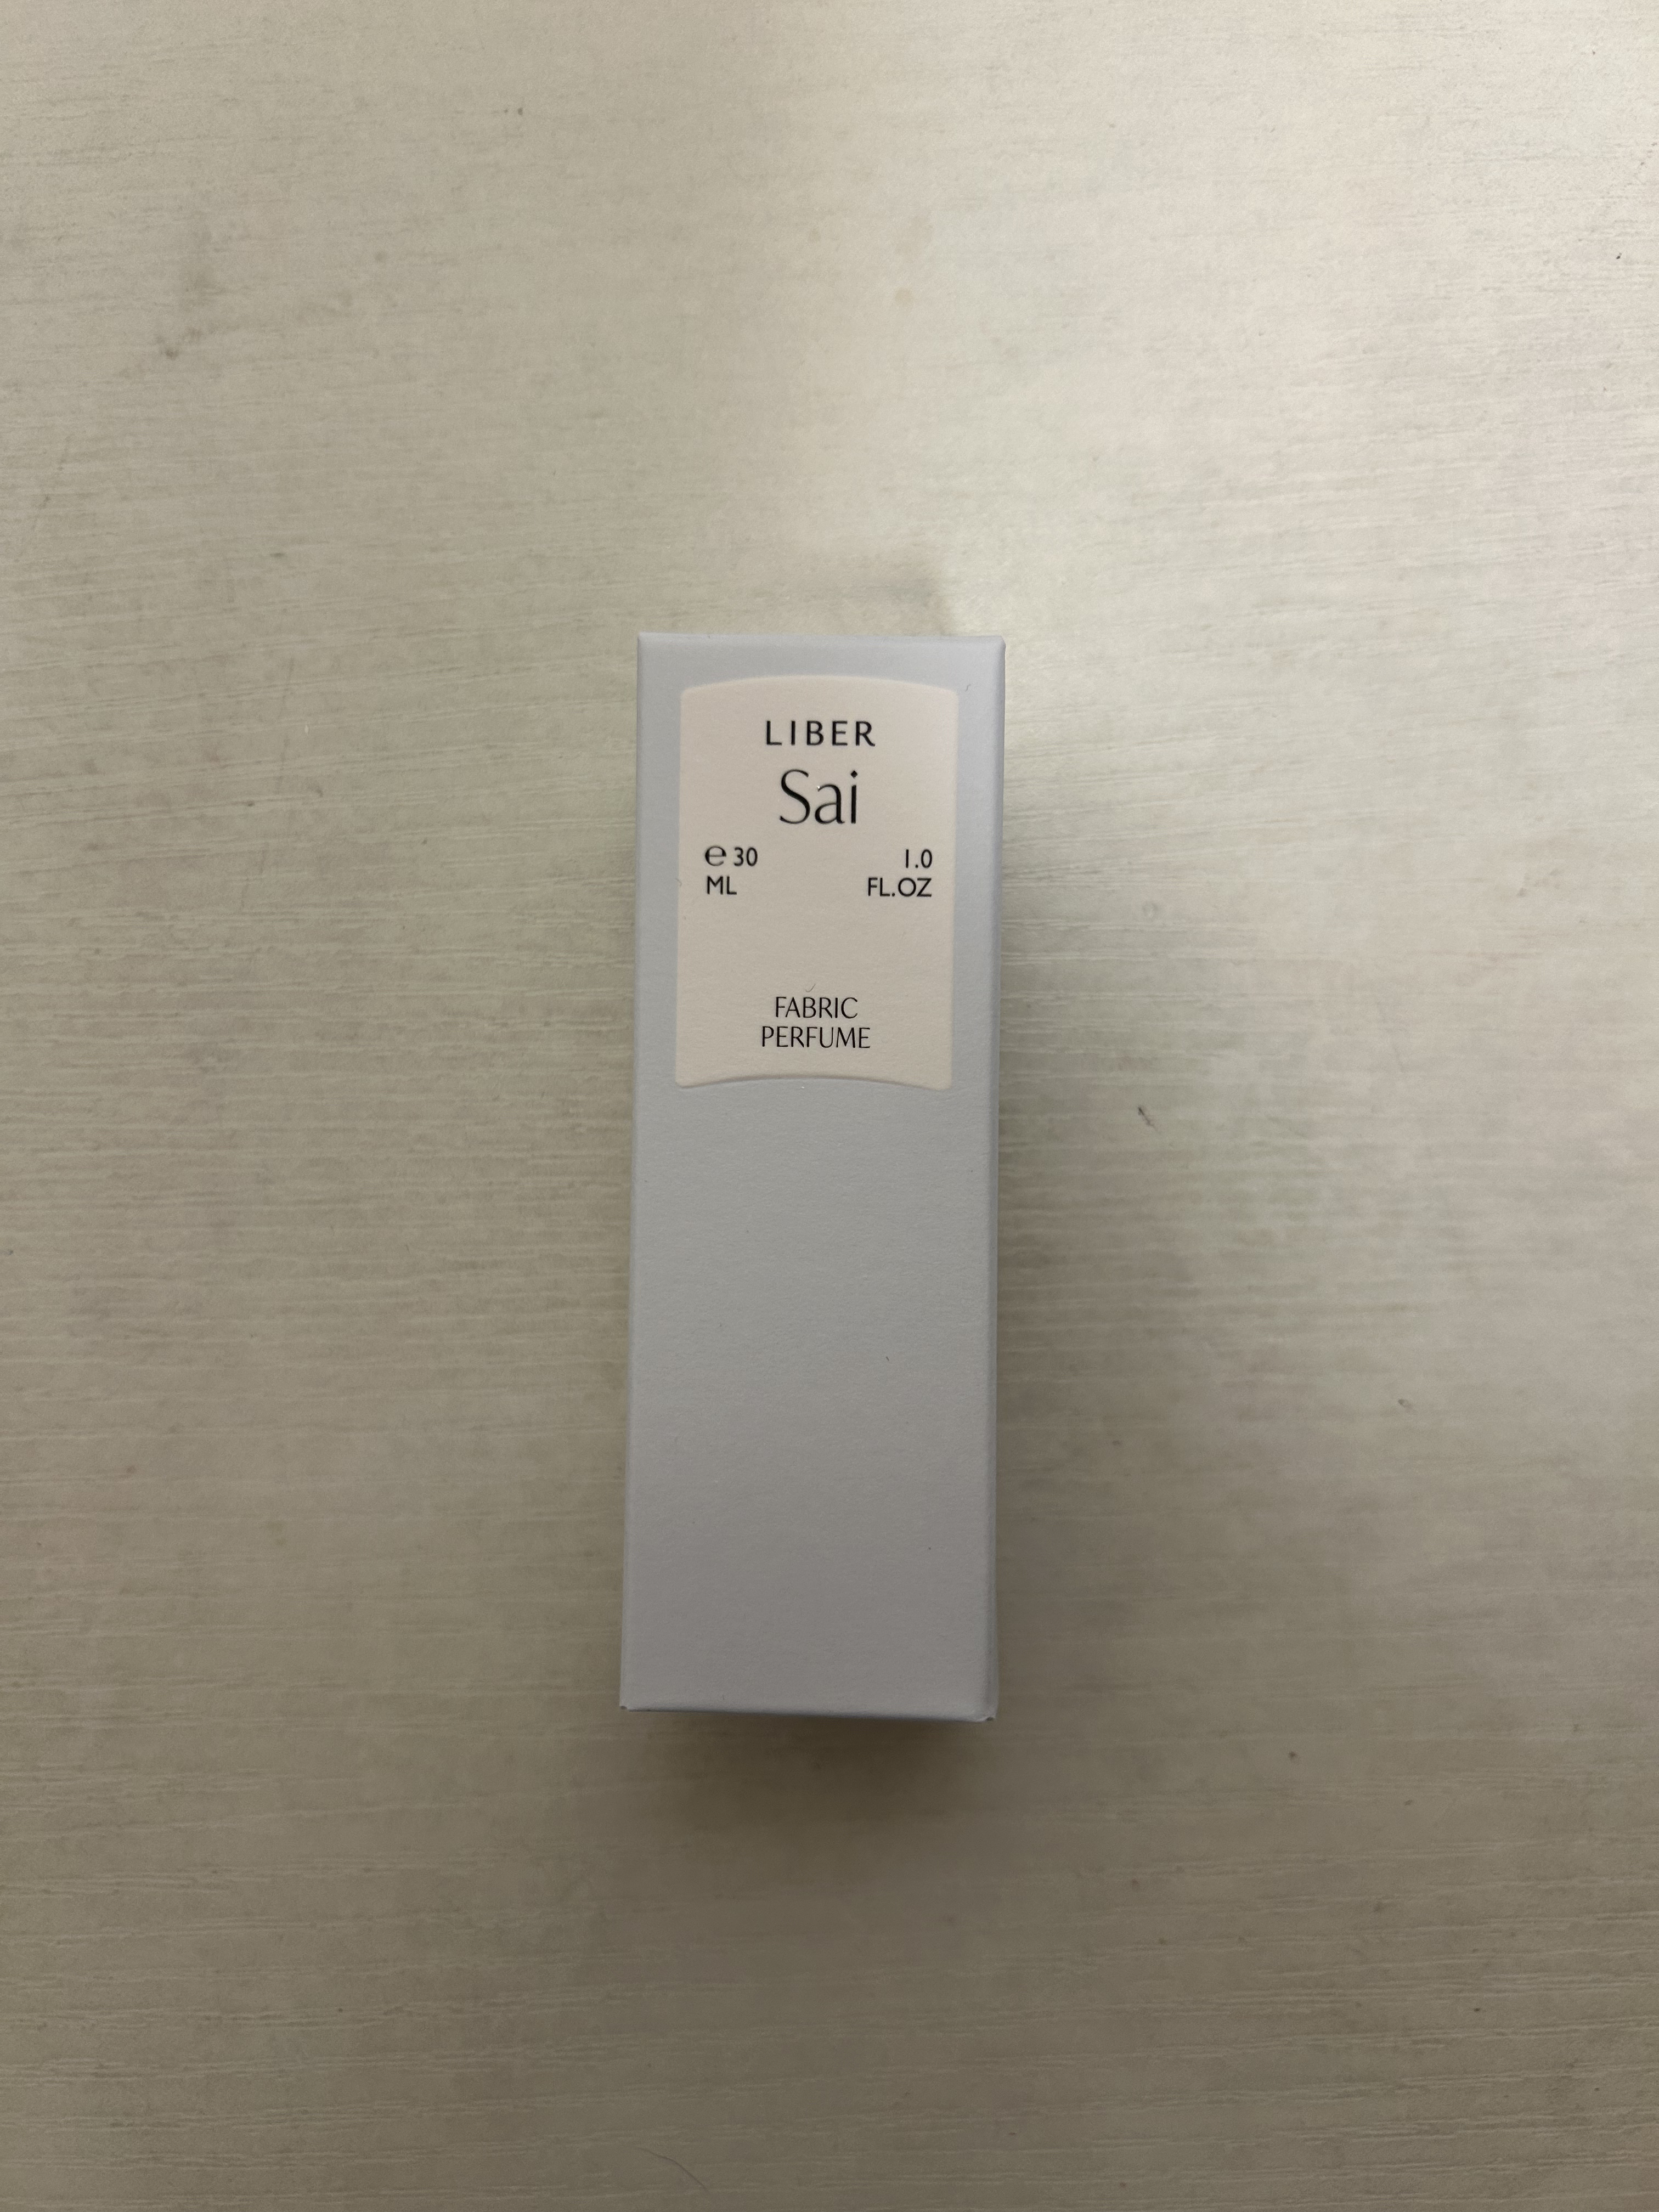 LIBER
Sai
℮ 30 1.0
ML FL.OZ
FABRIC
PERFUME